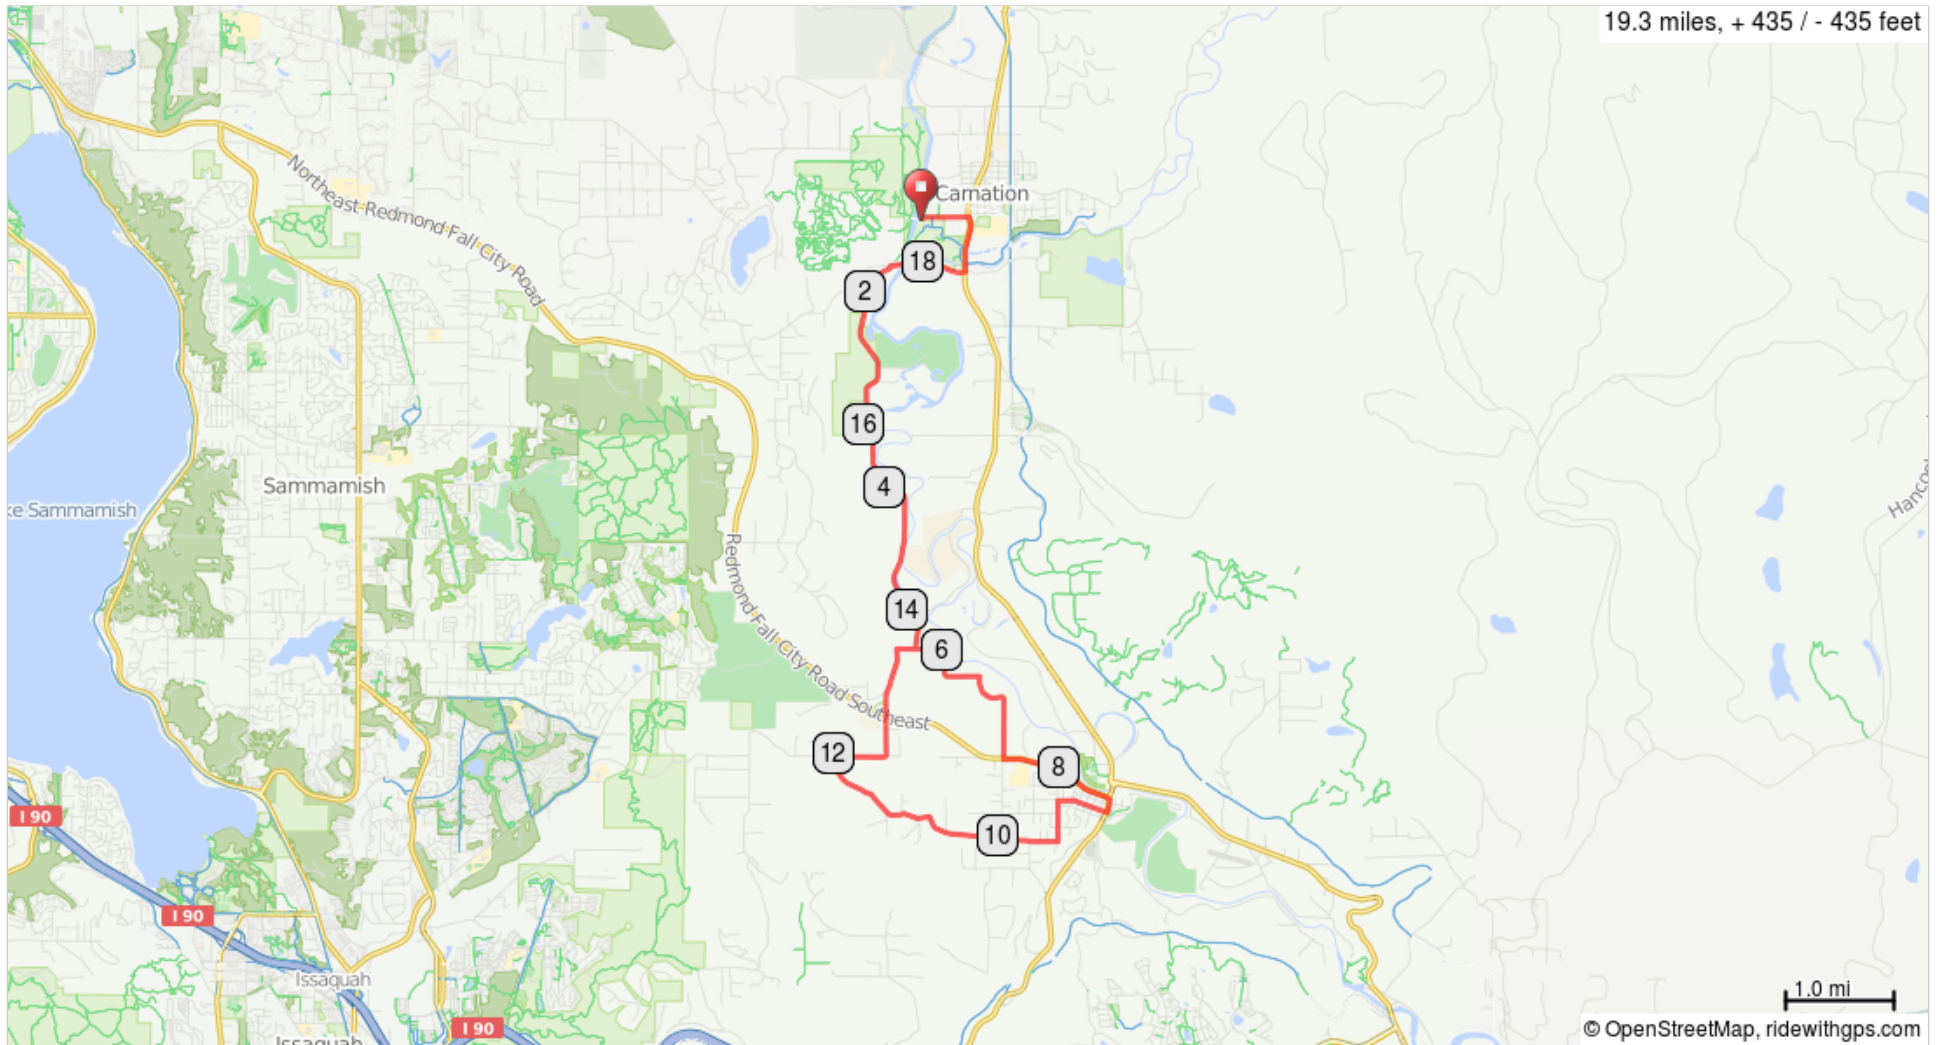 19.3 miles, + 435 / - 435 feet
Northeast Redmond Fall City Road
Carnation
18
2
16
Sammamish
4
ke Sammamish
Hanco
Redmond Fall City Road Southeast
14
6
12
8
I 90
10
I 90
Issaquah
1.0 mi
I 90
© OpenStreetMap, ridewithgps.com
Issaquah